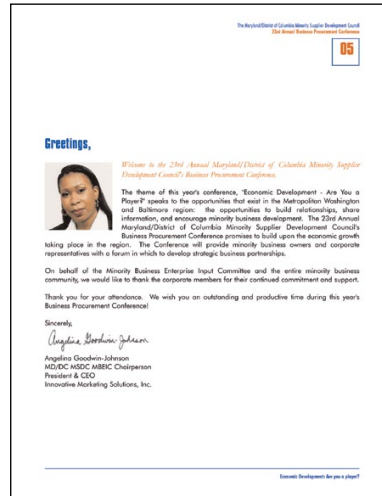 The Maryland/District of Columbia Minority Supplier Development Council
23rd Annual Business Procurement Conference
05
Greetings,
Welcome to the 23rd Annual Maryland/District of Columbia Minority Supplier
Development Council's Business Procurement Conference.
The theme of this year's conference, "Economic Development - Are You a
Player?" speaks to the opportunities that exist in the Metropolitan Washington
and Baltimore region: the opportunities to build relationships, share
information, and encourage minority business development. The 23rd Annual
Maryland/District of Columbia Minority Supplier Development Council's
Business Procurement Conference promises to build upon the economic growth
taking place in the region. The Conference will provide minority business owners and corporate
representatives with a forum in which to develop strategic business partnerships.
On behalf of the Minority Business Enterprise Input Committee and the entire minority business
community, we would like to thank the corporate members for their continued commitment and support.
Thank you for your attendance. We wish you an outstanding and productive time during this year's
Business Procurement Conference!
Sincerely,
Angelina Goodwin-Johnson
Angelina Goodwin-Johnson
MD/DC MSDC MBEIC Chairperson
President & CEO
Innovative Marketing Solutions, Inc.
Economic Development: Are you a player?